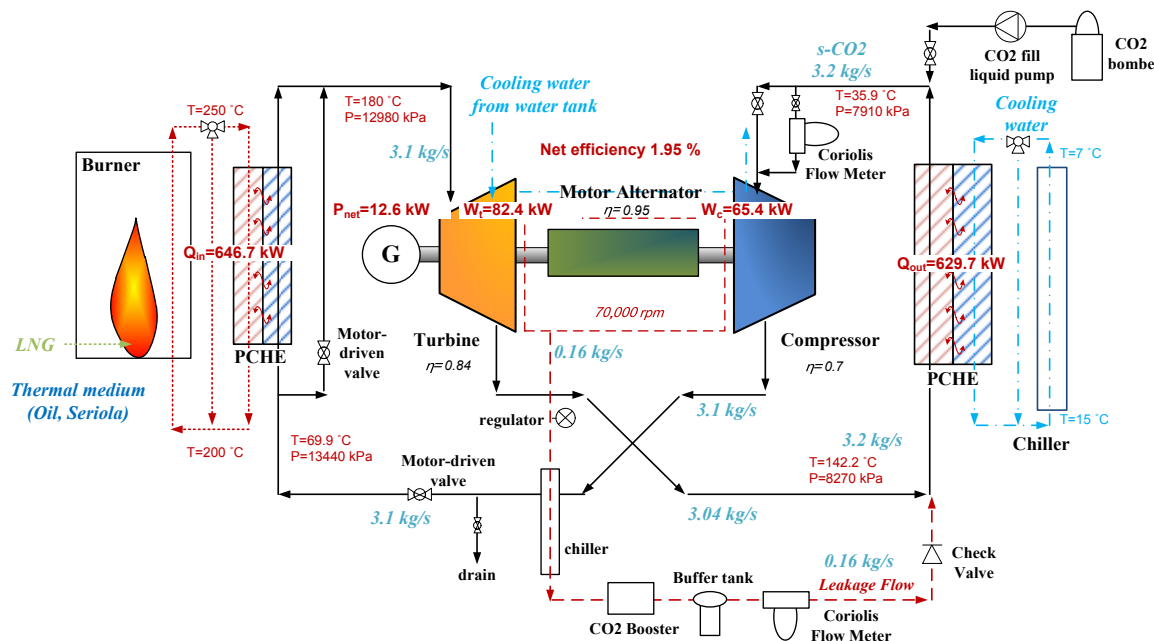 s-CO2
3.2 kg/s
CO2 fill
liquid pump
CO2
bombe
T=250 ˚C
T=180 ˚C
P=12980 kPa
Cooling water
from water tank
T=35.9 ˚C
P=7910 kPa
Cooling
water
T=7 ˚C
Burner
3.1 kg/s
Net efficiency 1.95 %
Coriolis
Flow Meter
Motor Alternator
η=0.95
Pnet=12.6 kW
Wt=82.4 kW
Wc=65.4 kW
G
Qin=646.7 kW
Qout=629.7 kW
70,000 rpm
LNG
PCHE
Motor-
driven
valve
Turbine
η=0.84
0.16 kg/s
Compressor
η=0.7
PCHE
Thermal medium
(Oil, Seriola)
regulator
3.1 kg/s
T=15 ˚C
Chiller
T=200 ˚C
T=69.9 ˚C
P=13440 kPa
3.2 kg/s
T=142.2 ˚C
P=8270 kPa
Motor-driven
valve
3.1 kg/s
3.04 kg/s
chiller
drain
Buffer tank
0.16 kg/s
Leakage Flow
Check
Valve
CO2 Booster
Coriolis
Flow Meter